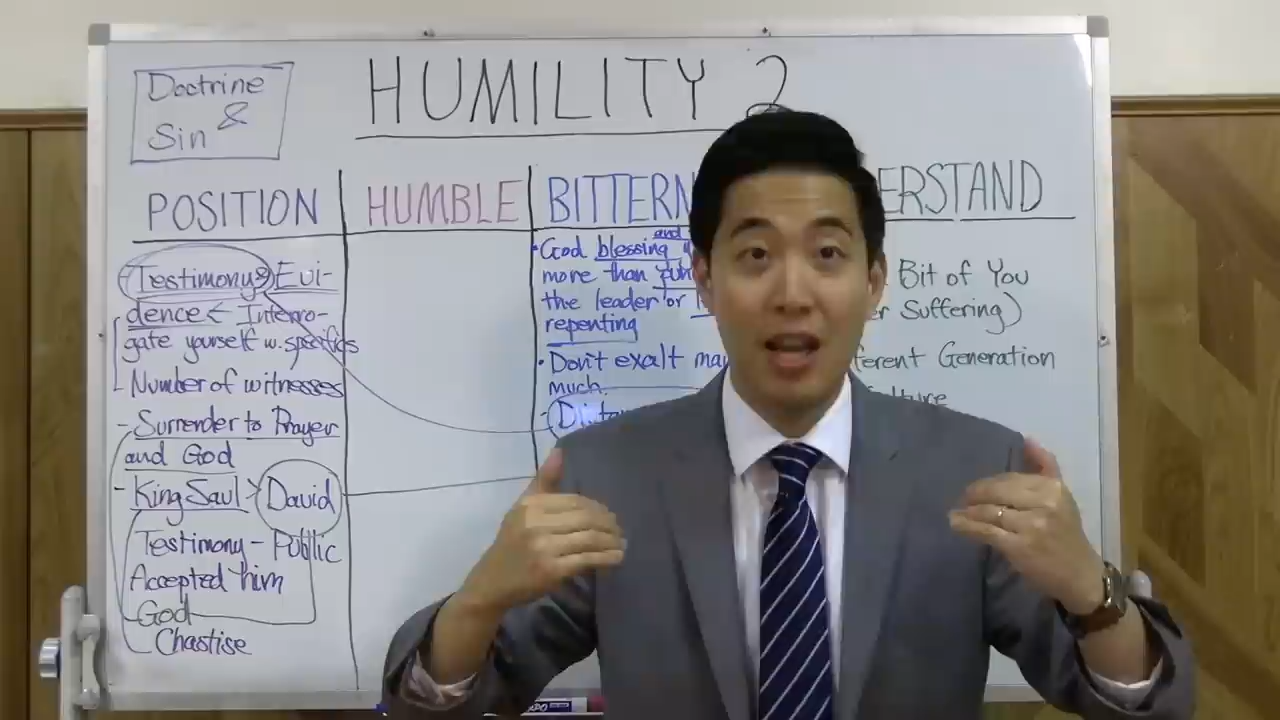 Doctrine
&
Sin
HUMILITY 2
POSITION
Testimony & Evi-
dence < Interro-
gate yourself w. specifics
Number of witnesses
- Surrender to Prayer
and God
- King Saul > David
Testimony - Public
Accepted him
God
Chastise
HUMBLE
BITTERN
and
• God blessing
more than
the leader or
repenting
• Don't exalt
much.
ERSTAND
Bit of You
er Suffering)
ferent Generation